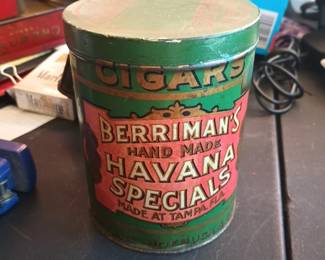 CIGARS
BERRIMAN'S
HAND MADE
HAVANA
SPECIALS
MADE AT TAMPA, FLA.